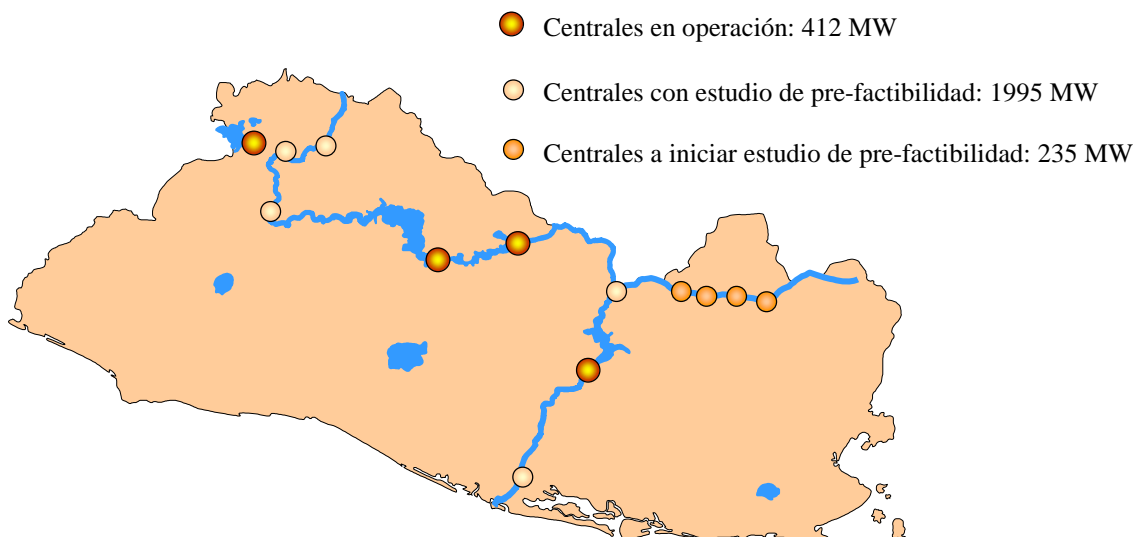 Centrales en operación: 412 MW
Centrales con estudio de pre-factibilidad: 1995 MW
Centrales a iniciar estudio de pre-factibilidad: 235 MW